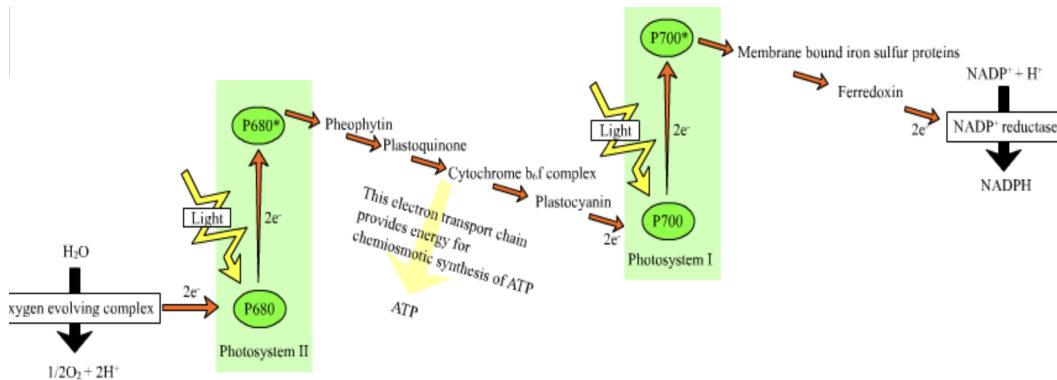 H₂O
xygen evolving complex
1/2O₂ + 2H⁺
2e⁻
Light
P680*
2e⁻
P680
Photosystem II
Pheophytin
Plastoquinone
Cytochrome b₆f complex
Plastocyanin
2e⁻
This electron transport chain
provides energy for
chemiosmotic synthesis of ATP
ATP
Light
P700*
2e⁻
P700
Photosystem I
Membrane bound iron sulfur proteins
Ferredoxin
2e⁻
NADP⁺ + H⁺
NADP⁺ reductase
NADPH